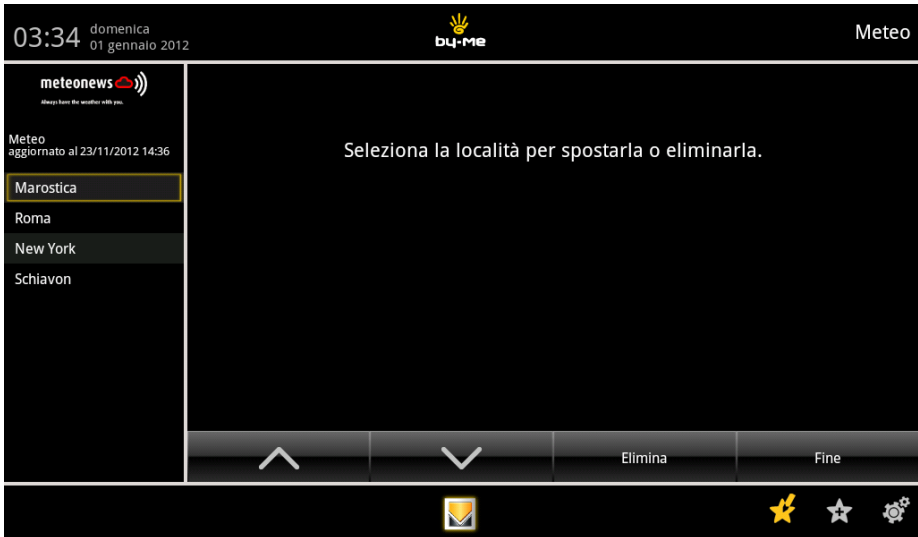 03:34
domenica
01 gennaio 2012
by-me
Meteo
meteonews
Always have the weather with you.
Meteo
aggiornato al 23/11/2012 14:36
Marostica
Roma
New York
Schiavon
Seleziona la località per spostarla o eliminarla.
Elimina
Fine